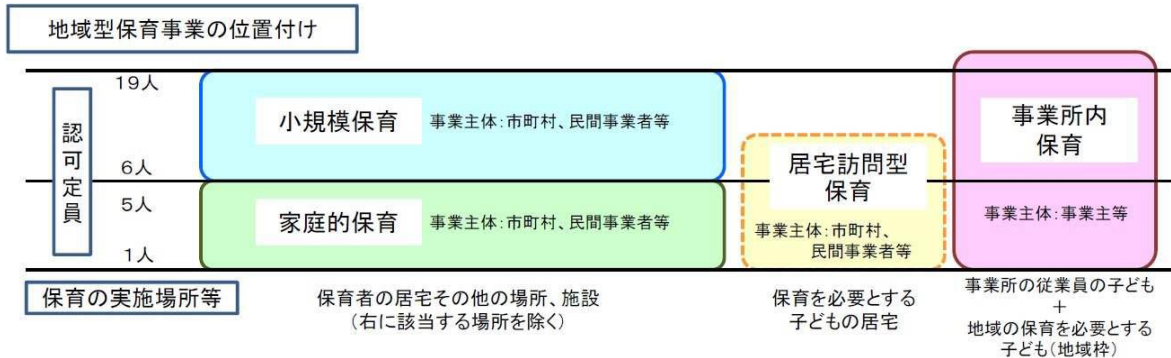 地域型保育事業の位置付け
認可定員
19人
6人
5人
1人
小規模保育
事業主体:市町村、民間事業者等
家庭的保育
事業主体:市町村、民間事業者等
居宅訪問型
保育
事業主体:市町村、
民間事業者等
事業所内
保育
事業主体:事業主等
保育の実施場所等
保育者の居宅その他の場所、施設
(右に該当する場所を除く)
保育を必要とする
子どもの居宅
事業所の従業員の子ども
+
地域の保育を必要とする
子ども(地域枠)